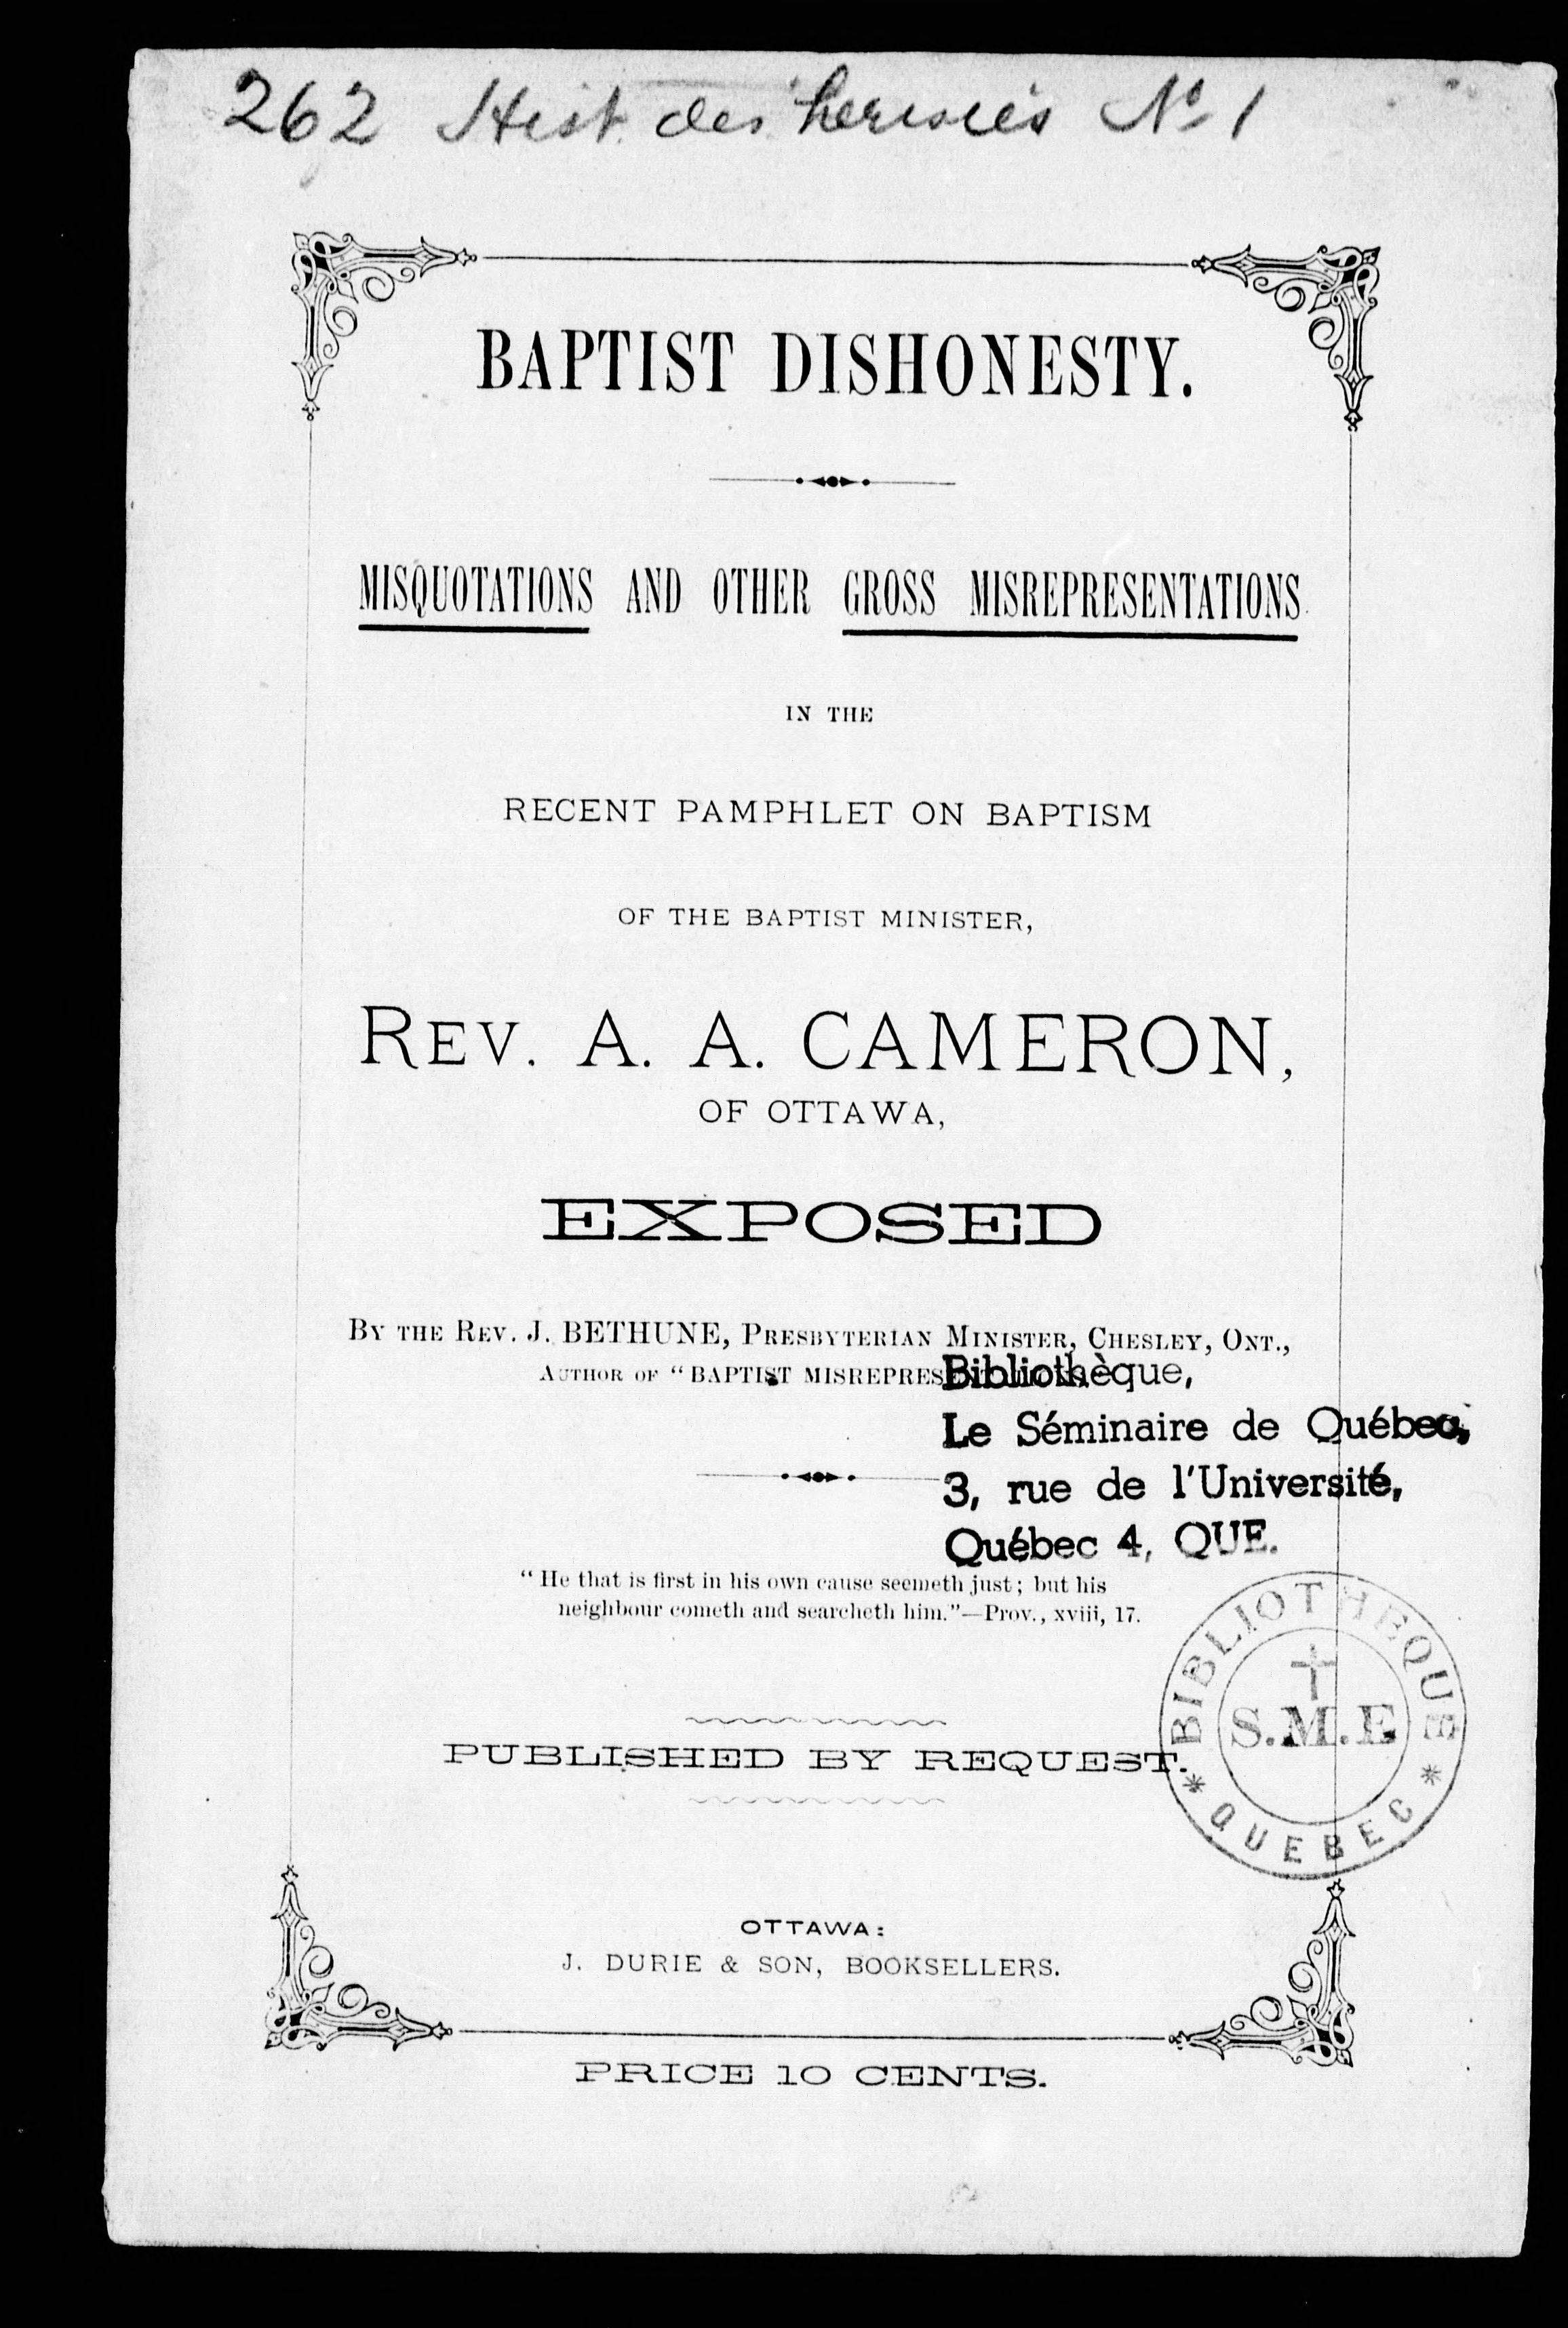 262 Hist. des heresies No 1
BAPTIST DISHONESTY.
MISQUOTATIONS AND OTHER GROSS MISREPRESENTATIONS
IN THE
RECENT PAMPHLET ON BAPTISM
OF THE BAPTIST MINISTER,
REV. A. A. CAMERON,
OF OTTAWA,
EXPOSED
BY THE REV. J. BETHUNE, PRESBYTERIAN MINISTER, CHESLEY, ONT.,
AUTHOR OF “BAPTIST
Bibliothèque,
Le Séminaire de Québec,
3, rue de l'Université,
Québec 4, QUE.
“He that is first in his own cause seemeth just; but his
neighbour cometh and searcheth him.”—Prov., xviii, 17.
BIBLIOTHEQUE
S.M.E
* QUEBEC *
PUBLISHED BY REQUEST.
OTTAWA:
J. DURIE & SON, BOOKSELLERS.
PRICE 10 CENTS.